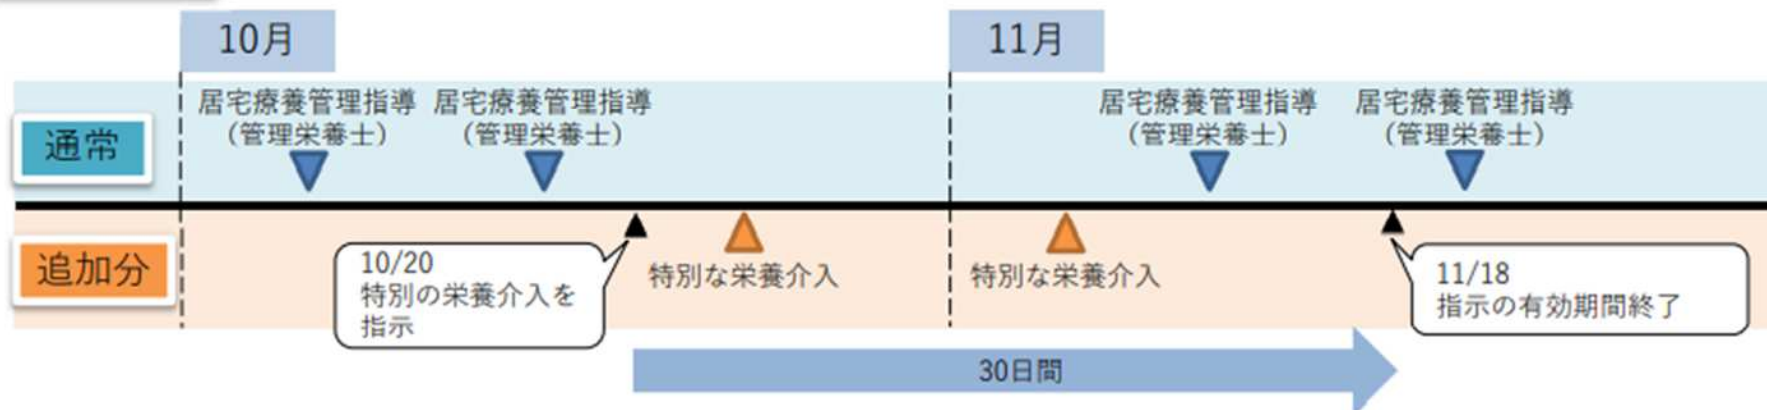 10月
11月
通常
居宅療養管理指導
（管理栄養士）
居宅療養管理指導
（管理栄養士）
居宅療養管理指導
（管理栄養士）
居宅療養管理指導
（管理栄養士）
追加分
10/20
特別の栄養介入を
指示
特別な栄養介入
特別な栄養介入
11/18
指示の有効期間終了
30日間